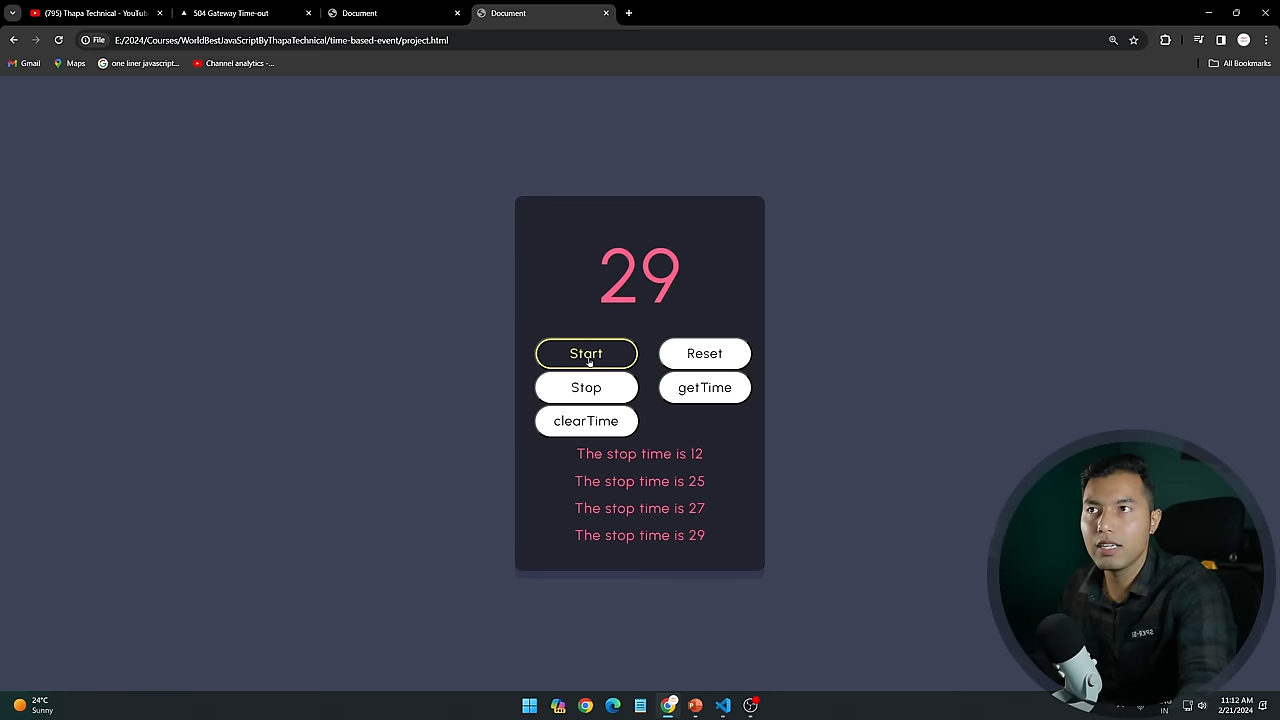 (795) Thapa Technical - YouTub
504 Gateway Time-out
Document
Document
File
E:/2024/Courses/WorldBestJavaScriptByThapaTechnical/time-based-event/project.html
Gmail
Maps
one liner javascript...
Channel analytics -...
All Bookmarks
29
Start
Reset
Stop
getTime
clearTime
The stop time is 12
The stop time is 25
The stop time is 27
The stop time is 29
24°C
Sunny
IN
11:12 AM
2/21/2024